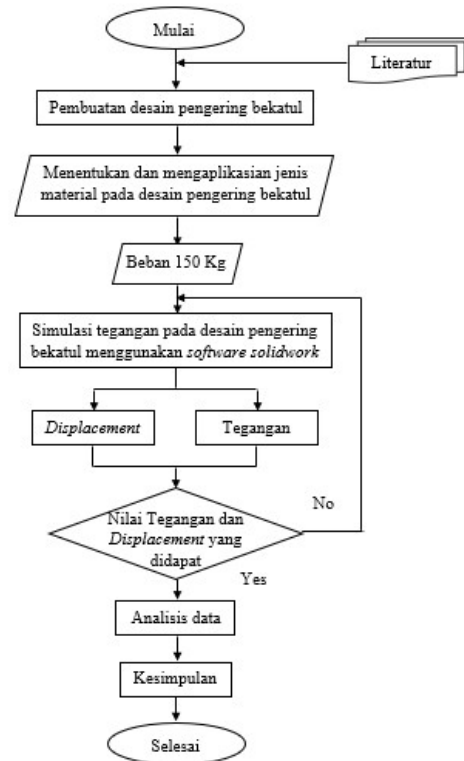 Mulai
Literatur
Pembuatan desain pengering bekatul
Menentukan dan mengaplikasian jenis
material pada desain pengering bekatul
Beban 150 Kg
Simulasi tegangan pada desain pengering
bekatul menggunakan software solidwork
Displacement
Tegangan
Nilai Tegangan dan
Displacement yang
didapat
No
Yes
Analisis data
Kesimpulan
Selesai